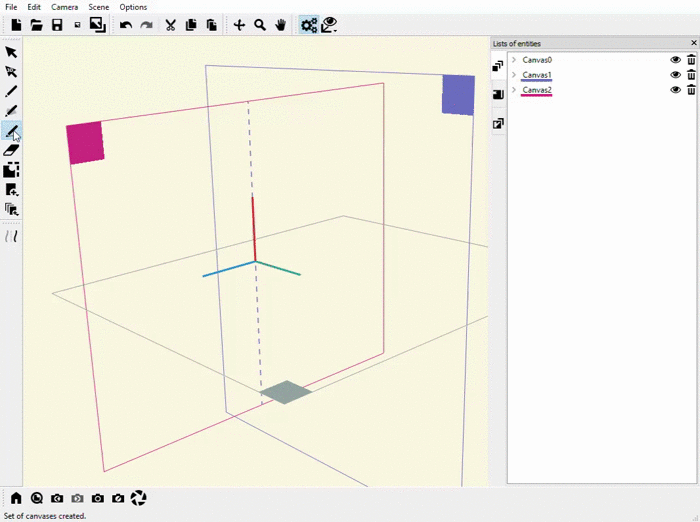 File Edit Camera Scene Options
Lists of entities
Canvas0
Canvas1
Canvas2
Set of canvases created.